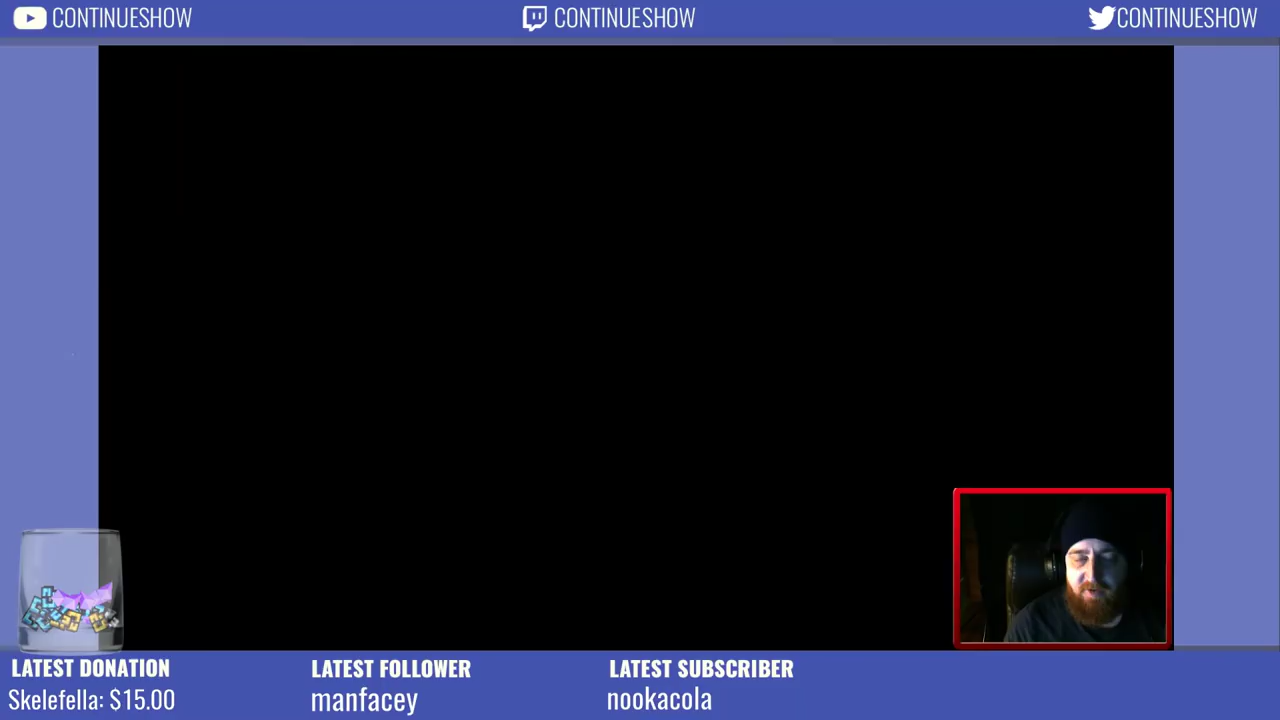 CONTINUESHOW
CONTINUESHOW
CONTINUESHOW
LATEST DONATION
Skelefella: $15.00
LATEST FOLLOWER
manfacey
LATEST SUBSCRIBER
nookacola